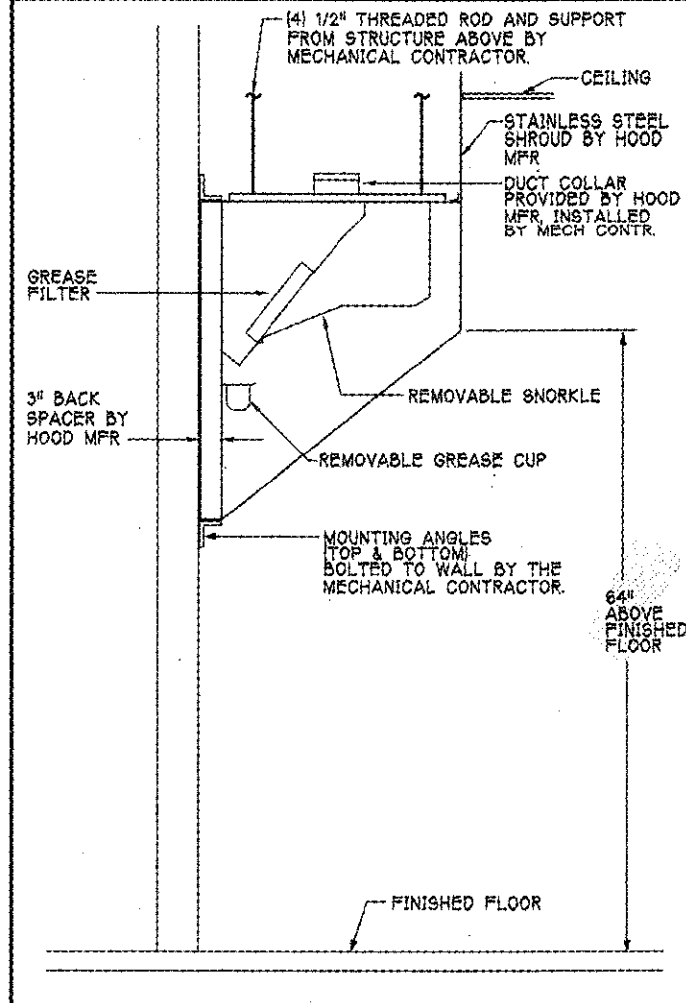 (4) 1/2" THREADED ROD AND SUPPORT
FROM STRUCTURE ABOVE BY
MECHANICAL CONTRACTOR.
CEILING
STAINLESS STEEL
SHROUD BY HOOD
MFR
DUCT COLLAR
PROVIDED BY HOOD
MFR, INSTALLED
BY MECH CONTR.
GREASE
FILTER
REMOVABLE SNORKLE
3" BACK
SPACER BY
HOOD MFR
REMOVABLE GREASE CUP
MOUNTING ANGLES
(TOP & BOTTOM)
BOLTED TO WALL BY THE
MECHANICAL CONTRACTOR.
64"
ABOVE
FINISHED
FLOOR
FINISHED FLOOR